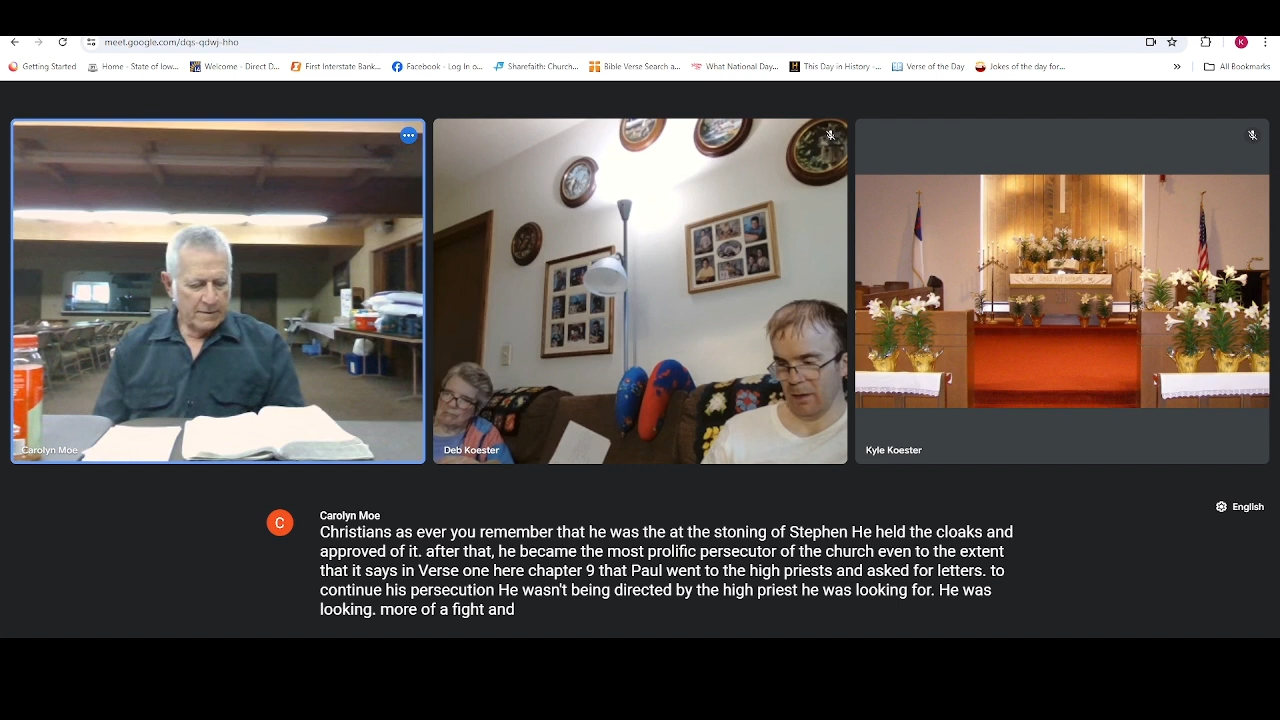 meet.google.com/dqs-qdwj-hho
K
Getting Started
Home - State of Iow...
Welcome - Direct D...
First Interstate Bank...
Facebook - Log In o...
Sharefaith: Church...
Bible Verse Search a...
What National Day...
This Day in History -...
Verse of the Day
Jokes of the day for...
»
All Bookmarks
Carolyn Moe
Deb Koester
Kyle Koester
English
C
Carolyn Moe
Christians as ever you remember that he was the at the stoning of Stephen He held the cloaks and
approved of it. after that, he became the most prolific persecutor of the church even to the extent
that it says in Verse one here chapter 9 that Paul went to the high priests and asked for letters. to
continue his persecution He wasn't being directed by the high priest he was looking for. He was
looking. more of a fight and